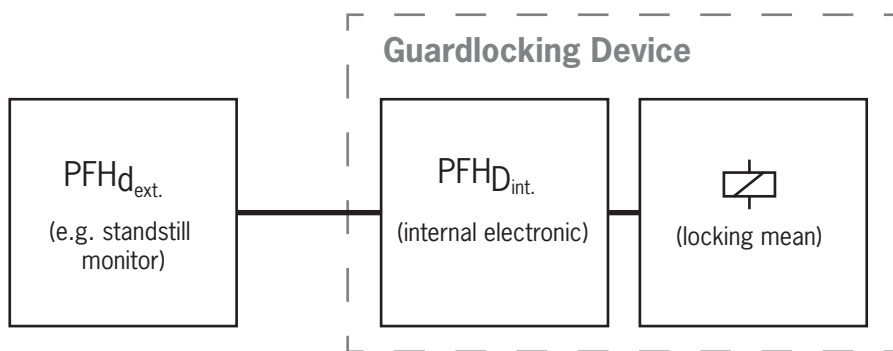 Guardlocking Device
PFHdext.
(e.g. standstill
monitor)
PFHDint.
(internal electronic)
(locking mean)